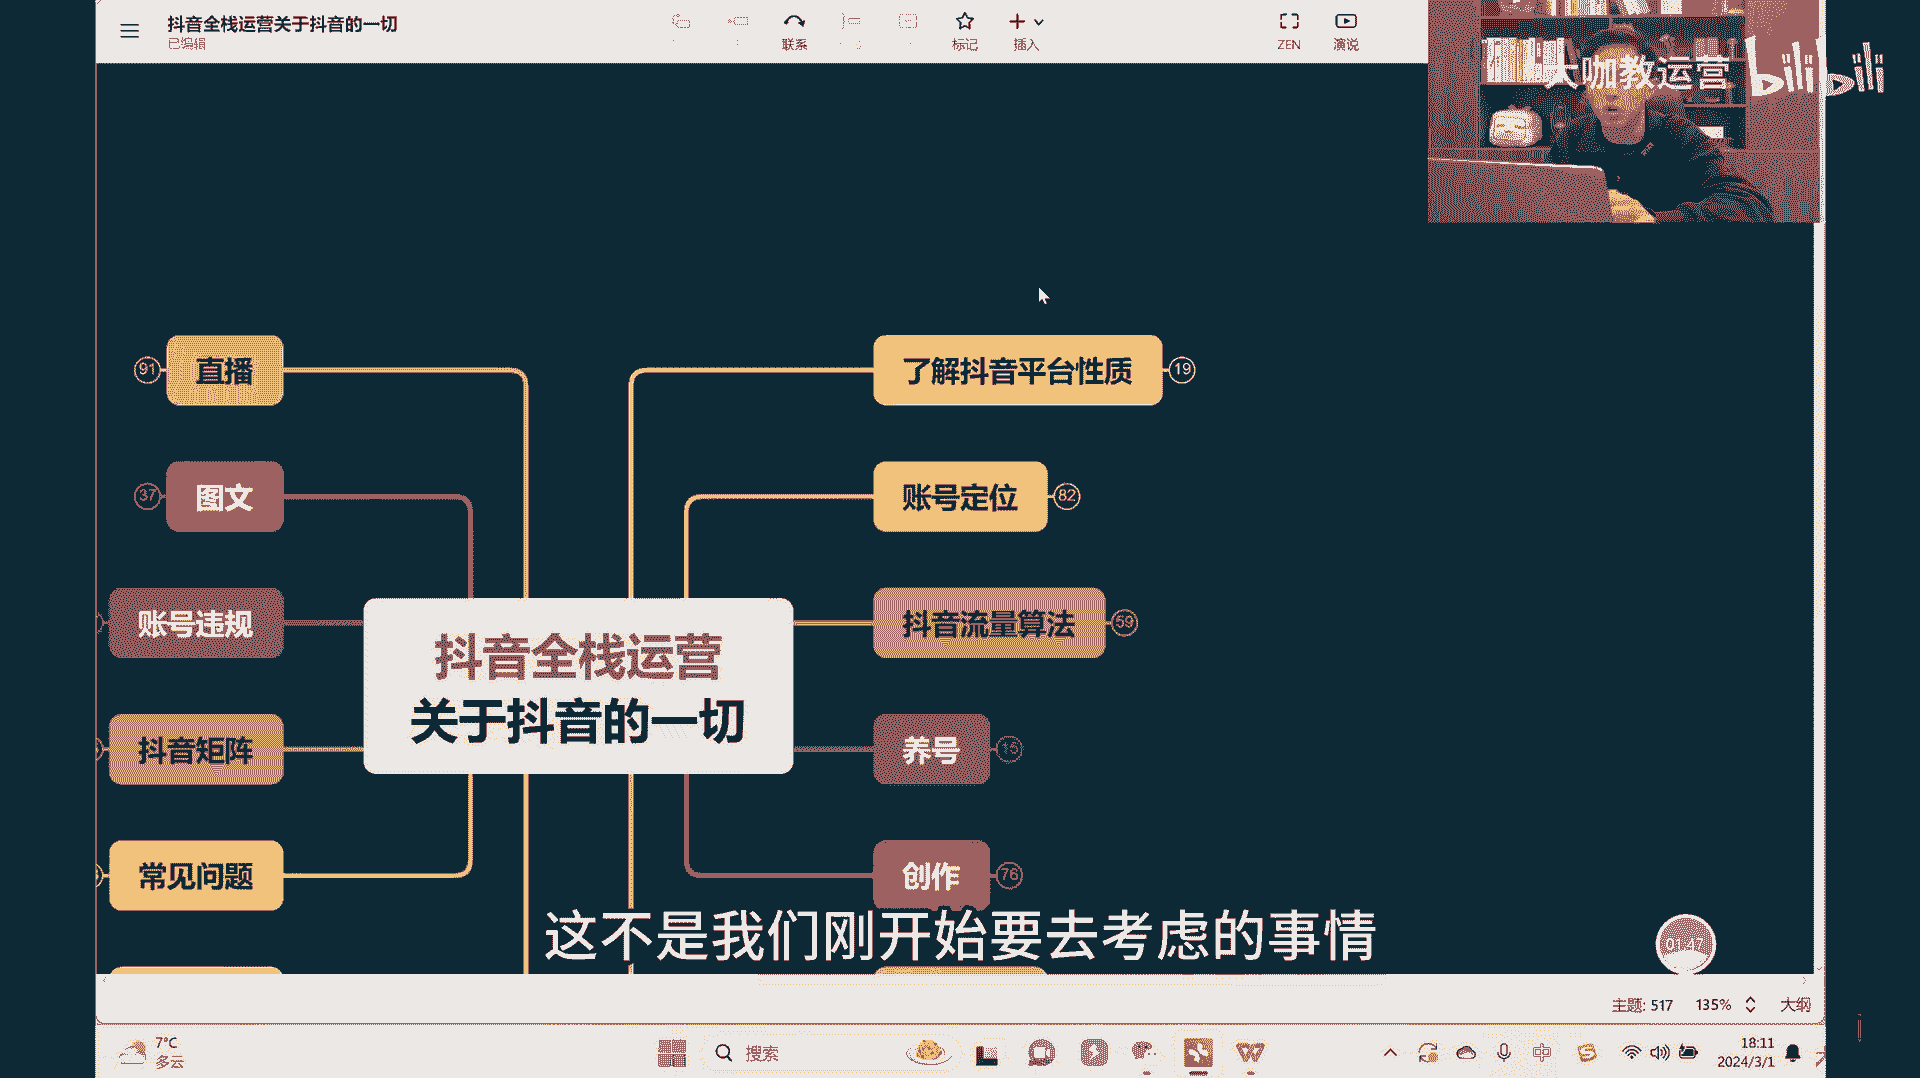 抖音全栈运营关于抖音的一切
已编辑
联系
标记
插入
ZEN
演说
大咖教运营
bilibili
直播
91
图文
37
账号违规
抖音矩阵
常见问题
抖音全栈运营
关于抖音的一切
了解抖音平台性质
19
账号定位
82
抖音流量算法
59
养号
15
创作
76
这不是我们刚开始要去考虑的事情
01:47
主题: 517
135%
大纲
7°C
多云
搜索
中
18:11
2024/3/1